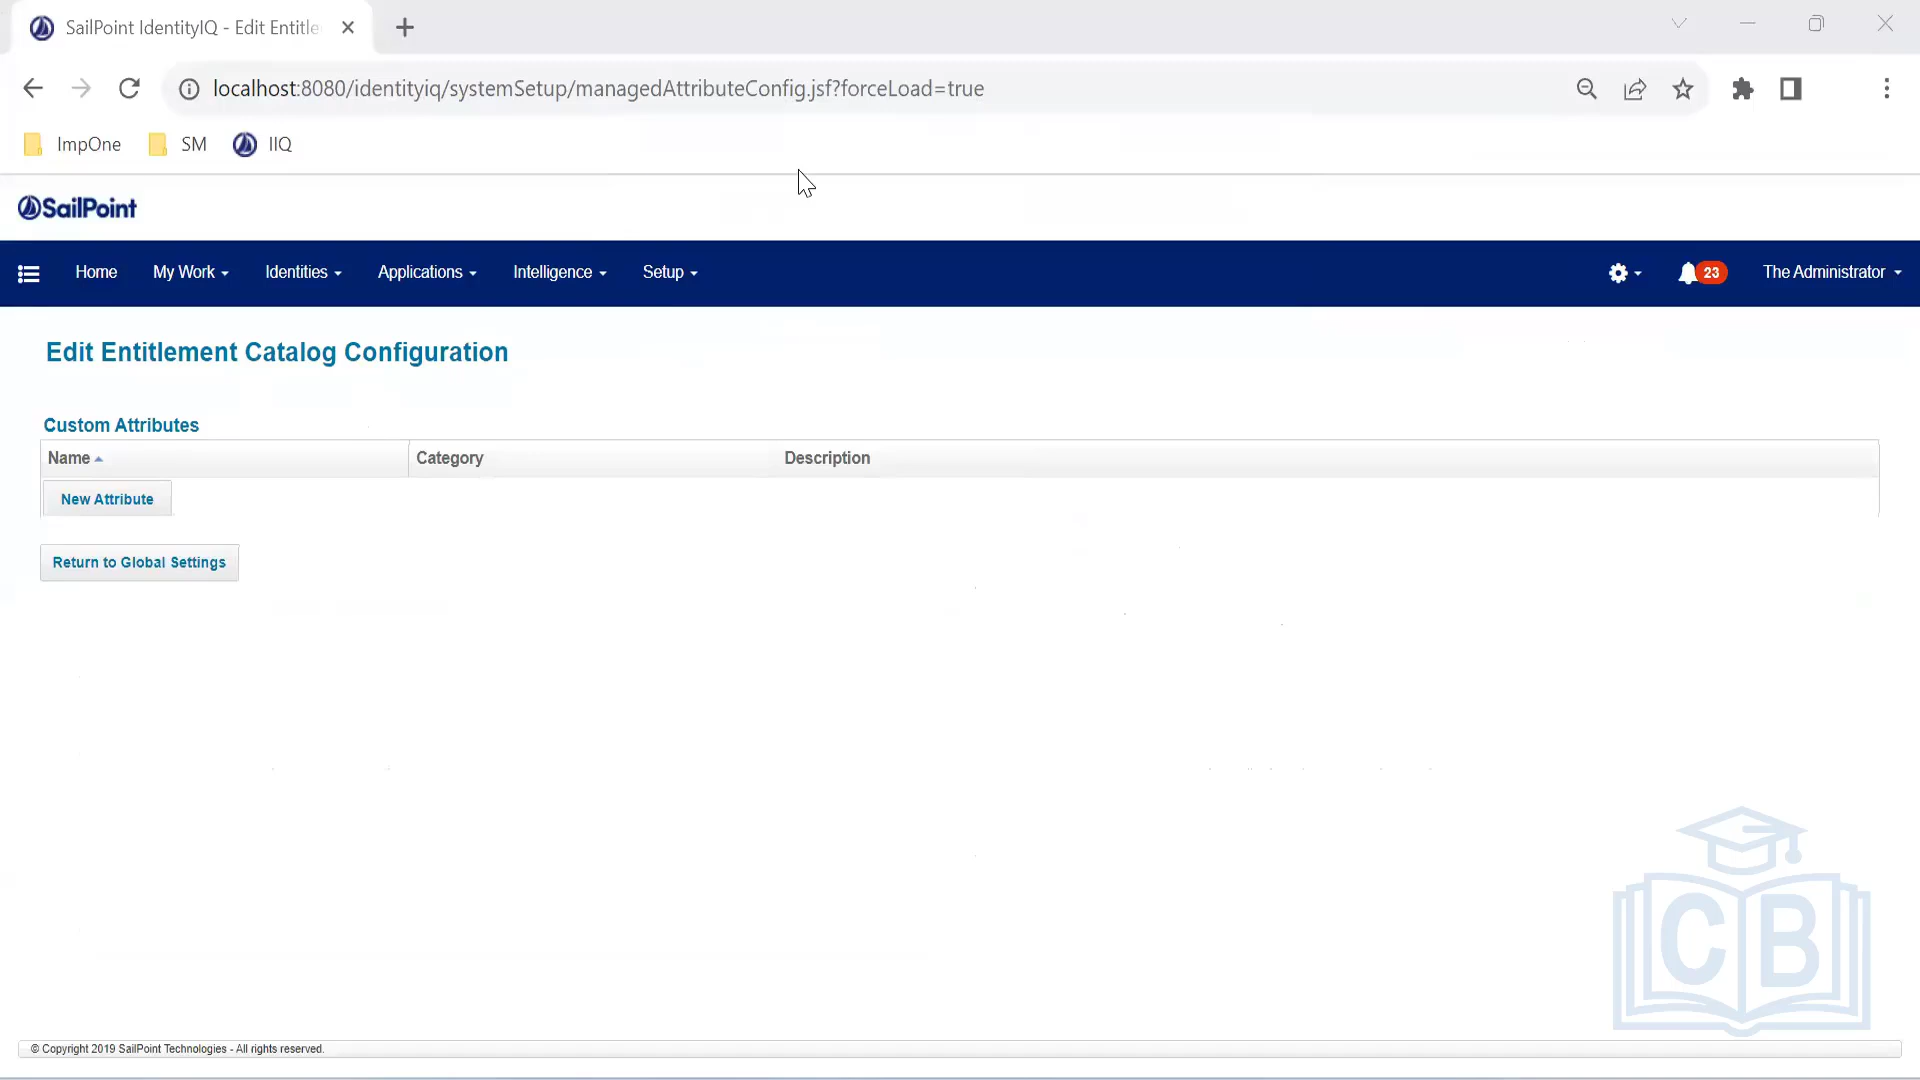 SailPoint IdentityIQ - Edit Entitle
localhost:8080/identityiq/systemSetup/managedAttributeConfig.jsf?forceLoad=true
ImpOne SM IIQ
SailPoint
Home My Work Identities Applications Intelligence Setup 23 The Administrator
Edit Entitlement Catalog Configuration
Custom Attributes
Name Category Description
New Attribute
Return to Global Settings
CB
© Copyright 2019 SailPoint Technologies - All rights reserved.